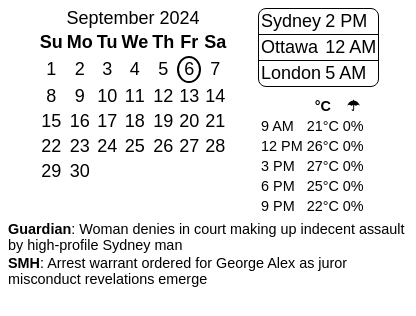 September 2024
Su Mo Tu We Th Fr Sa
1 2 3 4 5 6 7
8 9 10 11 12 13 14
15 16 17 18 19 20 21
22 23 24 25 26 27 28
29 30
Sydney 2 PM
Ottawa 12 AM
London 5 AM
°C ☂
9 AM 21°C 0%
12 PM 26°C 0%
3 PM 27°C 0%
6 PM 25°C 0%
9 PM 22°C 0%
Guardian: Woman denies in court making up indecent assault
by high-profile Sydney man
SMH: Arrest warrant ordered for George Alex as juror
misconduct revelations emerge